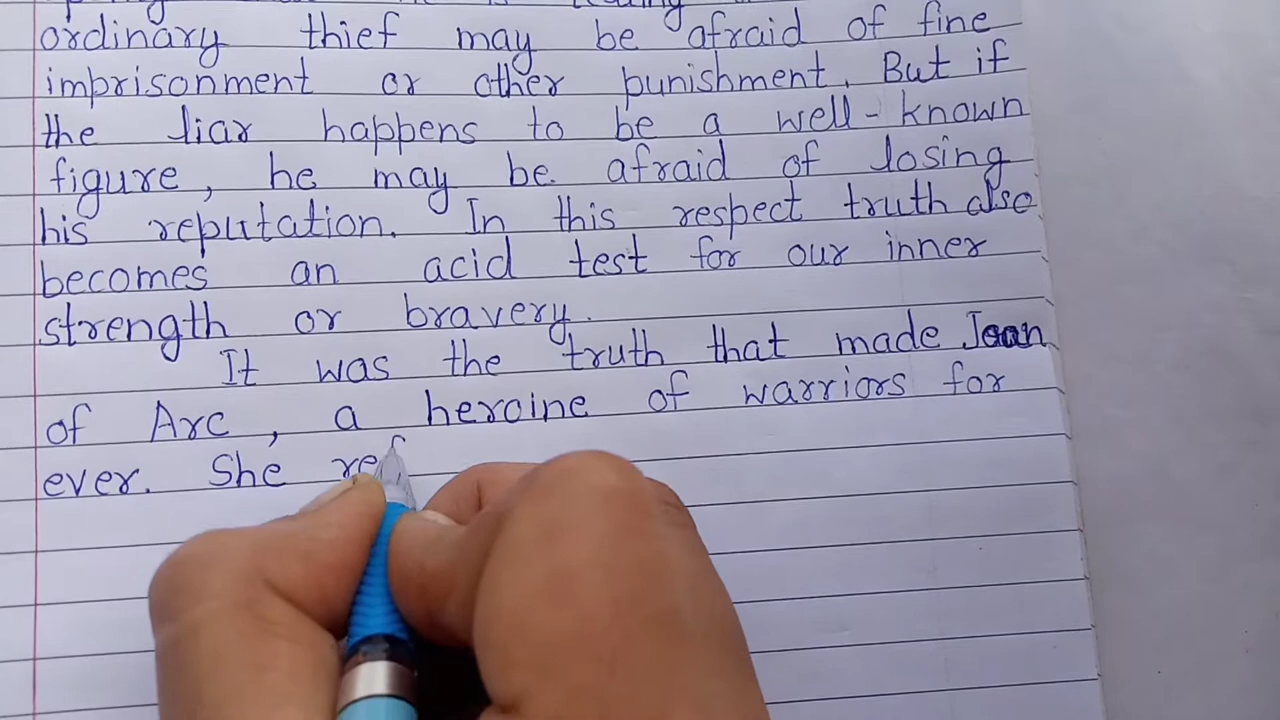 ordinary thief may be afraid of fine
imprisonment or other punishment. But if
the liar happens to be a well-known
figure, he may be afraid of losing
his reputation. In this respect truth also
becomes an acid test for our inner
strength or bravery.
It was the truth that made Joan
of Arc, a heroine of warriors for
ever. She ref